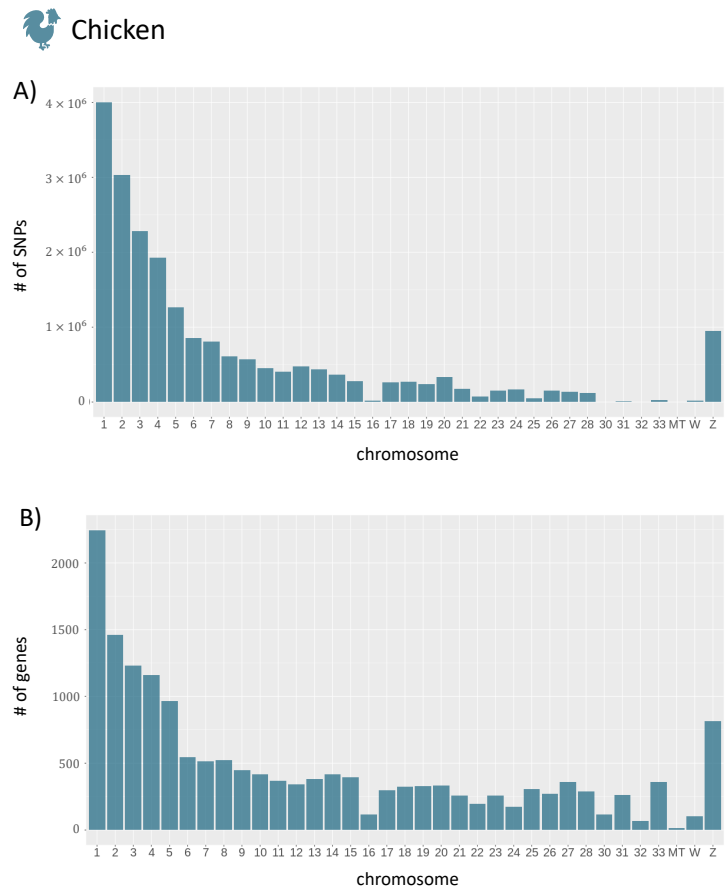 Chicken
A)
4 × 10⁶
3 × 10⁶
2 × 10⁶
1 × 10⁶
0
# of SNPs
1 2 3 4 5 6 7 8 9 10 11 12 13 14 15 16 17 18 19 20 21 22 23 24 25 26 27 28 30 31 32 33 MT W Z
chromosome
B)
2000
1500
1000
500
0
# of genes
1 2 3 4 5 6 7 8 9 10 11 12 13 14 15 16 17 18 19 20 21 22 23 24 25 26 27 28 30 31 32 33 MT W Z
chromosome